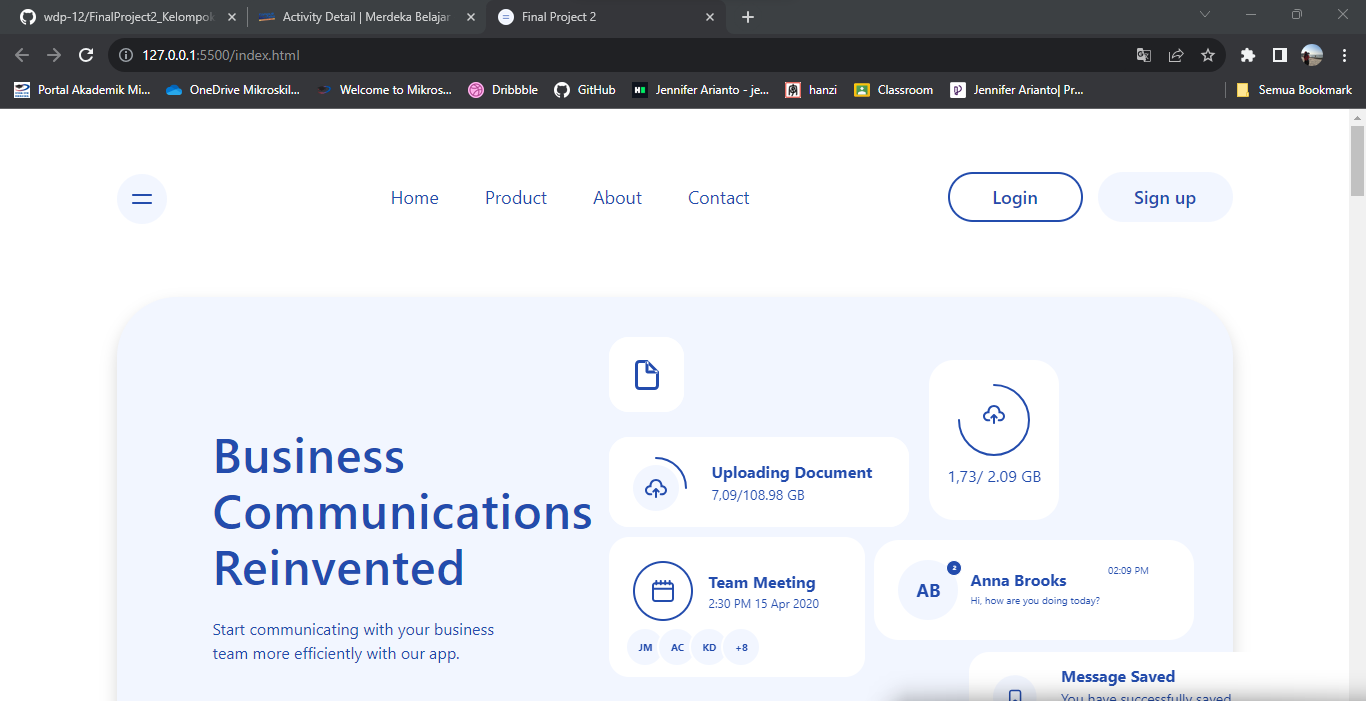 wdp-12/FinalProject2_Kelompok
Activity Detail | Merdeka Belajar
Final Project 2
127.0.0.1:5500/index.html
Portal Akademik Mi...
OneDrive Mikroskil...
Welcome to Mikros...
Dribbble
GitHub
Jennifer Arianto - je...
hanzi
Classroom
Jennifer Arianto| Pr...
Semua Bookmark
Home
Product
About
Contact
Login
Sign up
Business
Communications
Reinvented
Start communicating with your business
team more efficiently with our app.
Uploading Document
7,09/108.98 GB
1,73/ 2.09 GB
Team Meeting
2:30 PM 15 Apr 2020
JM
AC
KD
+8
AB
2
Anna Brooks
02:09 PM
Hi, how are you doing today?
Message Saved
You have successfully saved